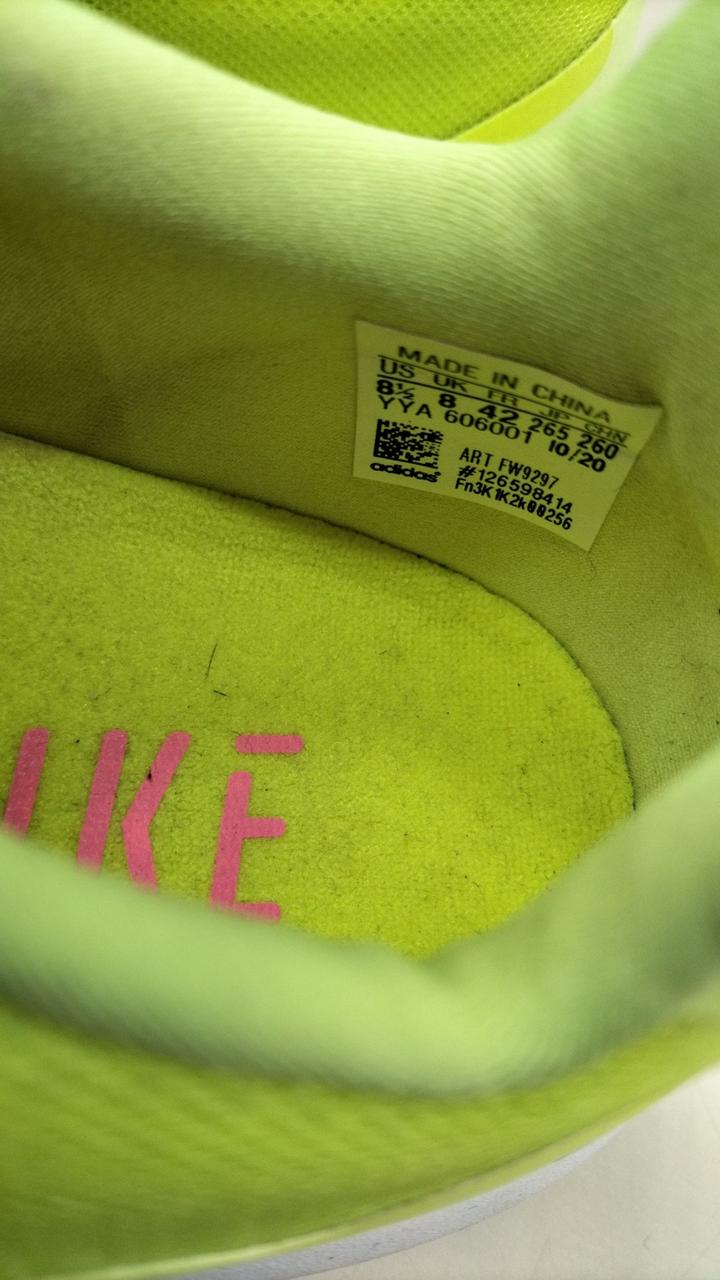 MADE IN CHINA
US UK FR JP CHN
8½ 8 42 265 260
YYA 606001 10/20
ART FW9297
#126598414
Fn3K1K2k00256
adidas
IKE